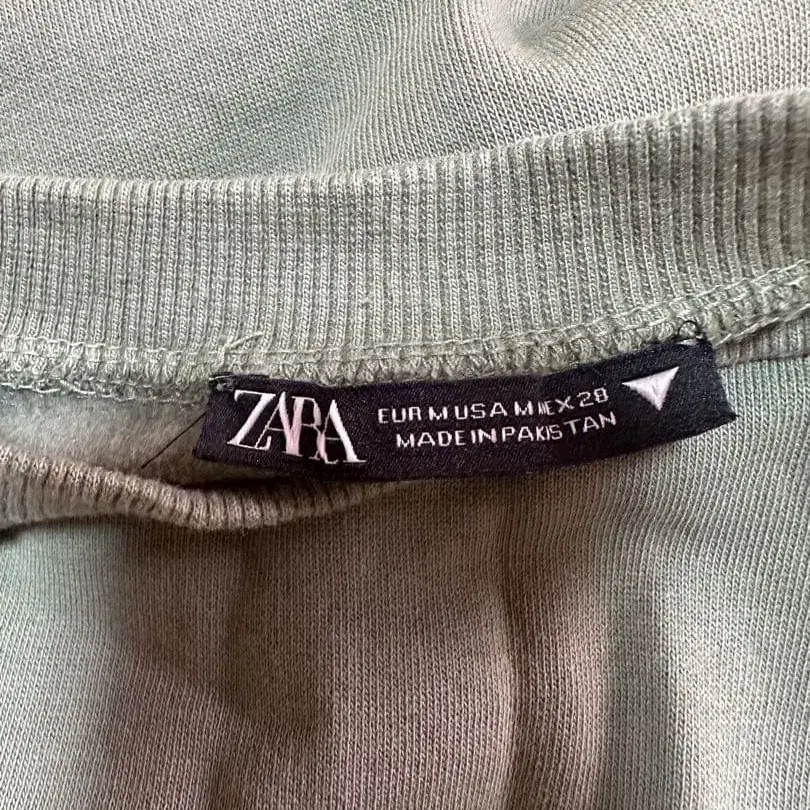 ZARA
EUR M USA M MEX 28
MADE IN PAKISTAN